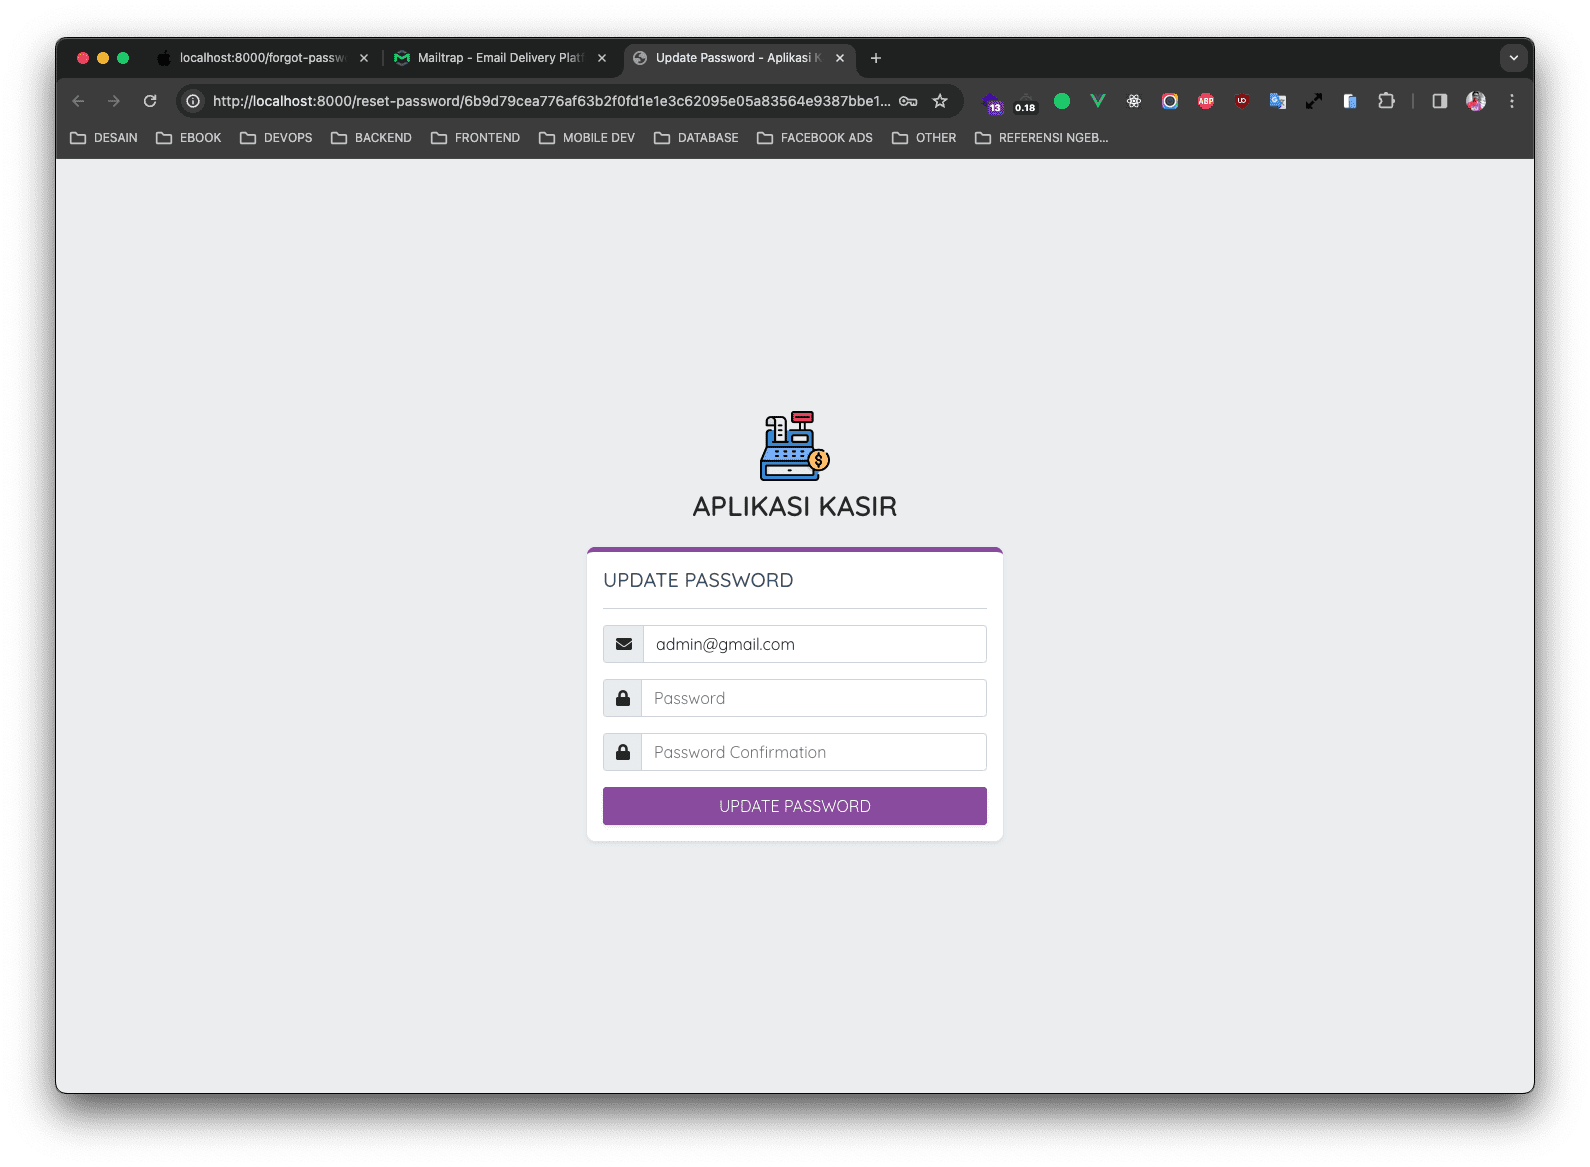 localhost:8000/forgot-passw
Mailtrap - Email Delivery Platf
Update Password - Aplikasi K
http://localhost:8000/reset-password/6b9d79cea776af63b2f0fd1e1e3c62095e05a83564e9387bbe1...
13
0.18
ABP
UO
DESAIN
EBOOK
DEVOPS
BACKEND
FRONTEND
MOBILE DEV
DATABASE
FACEBOOK ADS
OTHER
REFERENSI NGEB...
$
APLIKASI KASIR
UPDATE PASSWORD
admin@gmail.com
Password
Password Confirmation
UPDATE PASSWORD